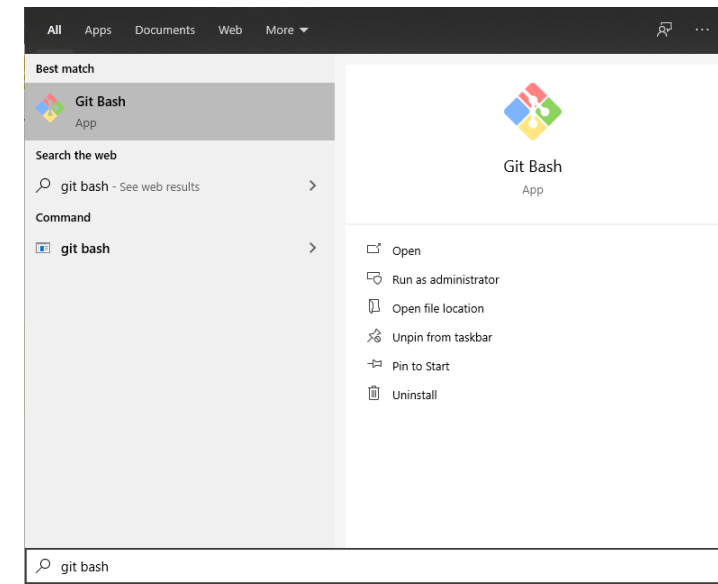 All Apps Documents Web More
Best match
Git Bash
App
Search the web
git bash - See web results
Command
git bash
Git Bash
App
Open
Run as administrator
Open file location
Unpin from taskbar
Pin to Start
Uninstall
git bash